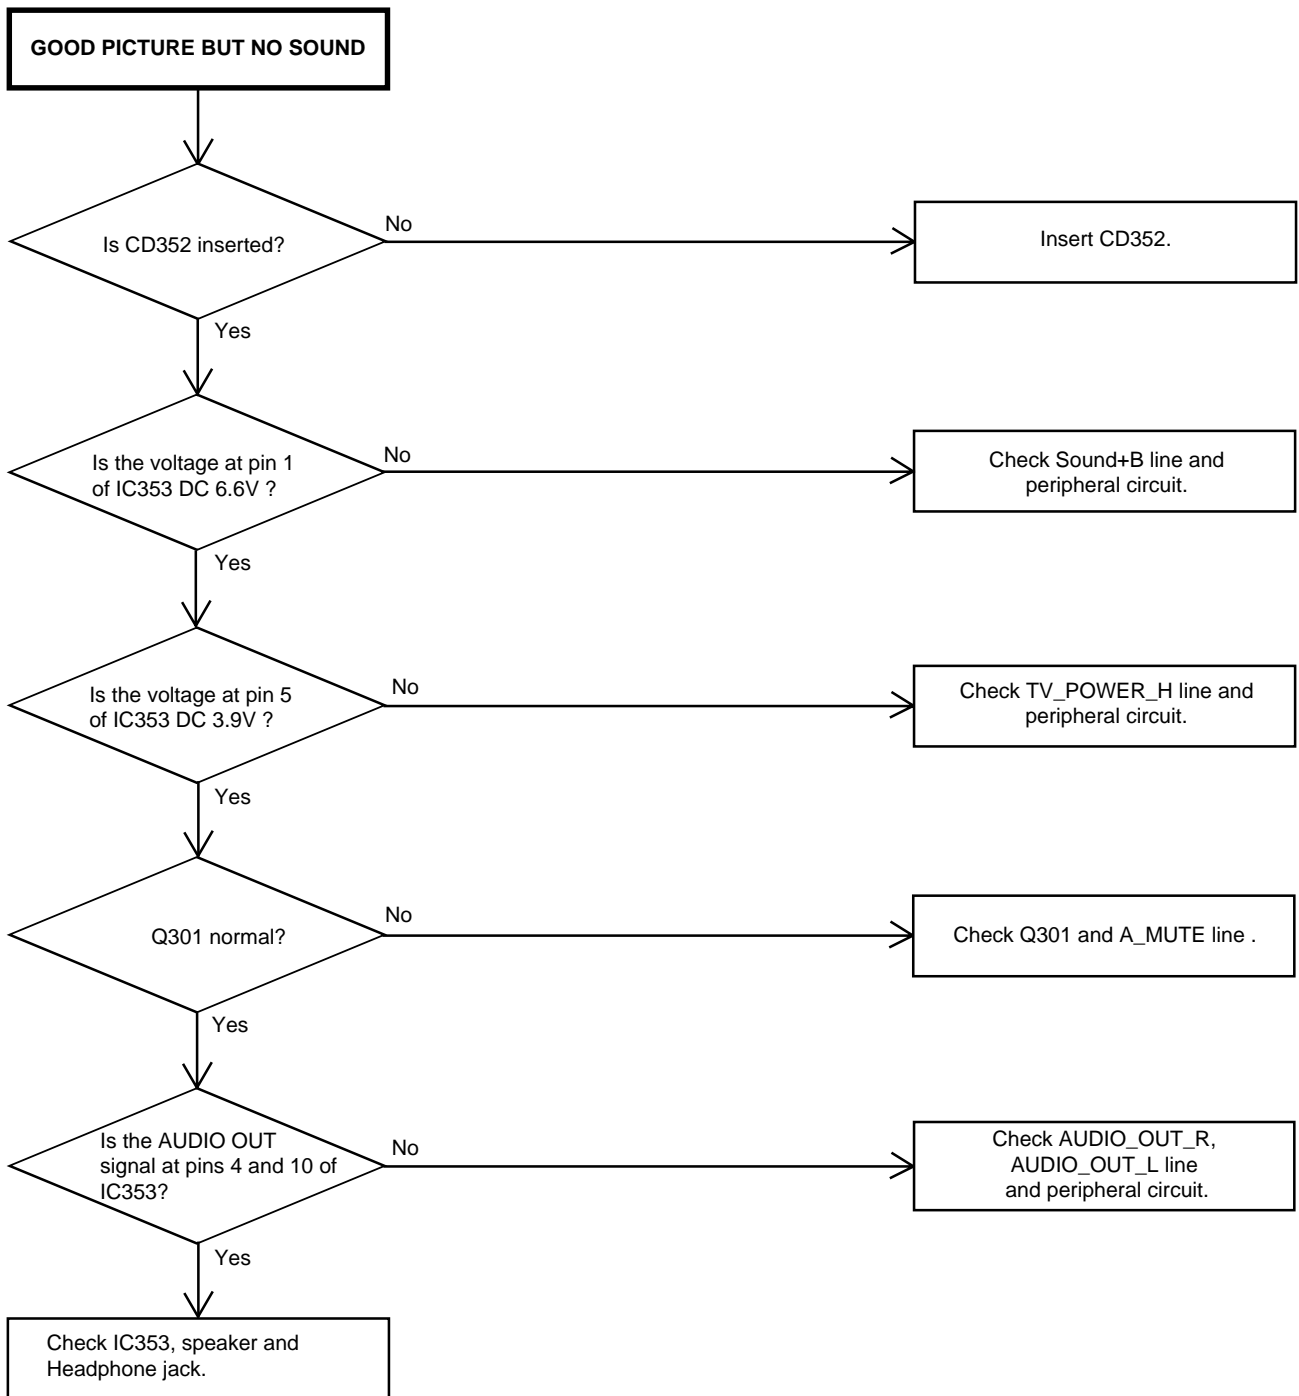 GOOD PICTURE BUT NO SOUND
Is CD352 inserted?
No
Insert CD352.
Yes
Is the voltage at pin 1
of IC353 DC 6.6V ?
No
Check Sound+B line and
peripheral circuit.
Yes
Is the voltage at pin 5
of IC353 DC 3.9V ?
No
Check TV_POWER_H line and
peripheral circuit.
Yes
Q301 normal?
No
Check Q301 and A_MUTE line .
Yes
Is the AUDIO OUT
signal at pins 4 and 10 of
IC353?
No
Check AUDIO_OUT_R,
AUDIO_OUT_L line
and peripheral circuit.
Yes
Check IC353, speaker and
Headphone jack.